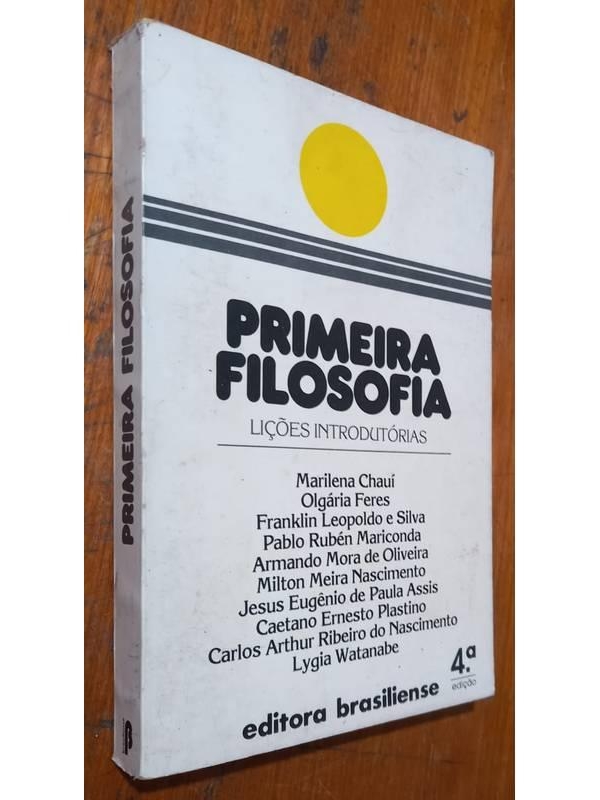 PRIMEIRA FILOSOFIA
PRIMEIRA
FILOSOFIA
LIÇÕES INTRODUTÓRIAS
Marilena Chauí
Olgária Feres
Franklin Leopoldo e Silva
Pablo Rubén Mariconda
Armando Mora de Oliveira
Milton Meira Nascimento
Jesus Eugênio de Paula Assis
Caetano Ernesto Plastino
Carlos Arthur Ribeiro do Nascimento
Lygia Watanabe
4.ª
edição
editora brasiliense